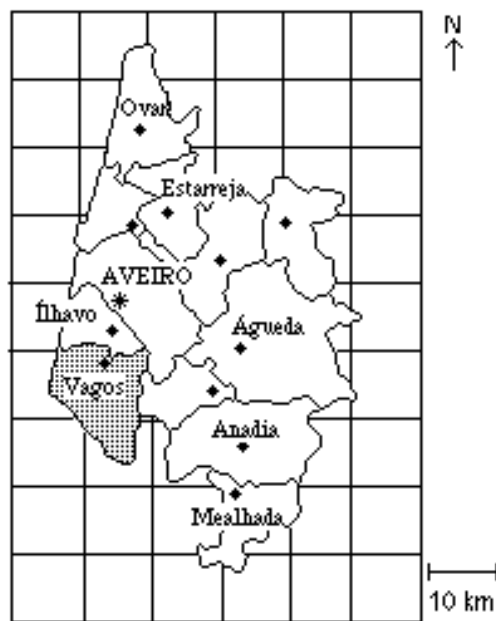 N
Ovar
Estarreja
AVEIRO
Ílhavo
Águeda
Vagos
Anadia
Mealhada
10 km